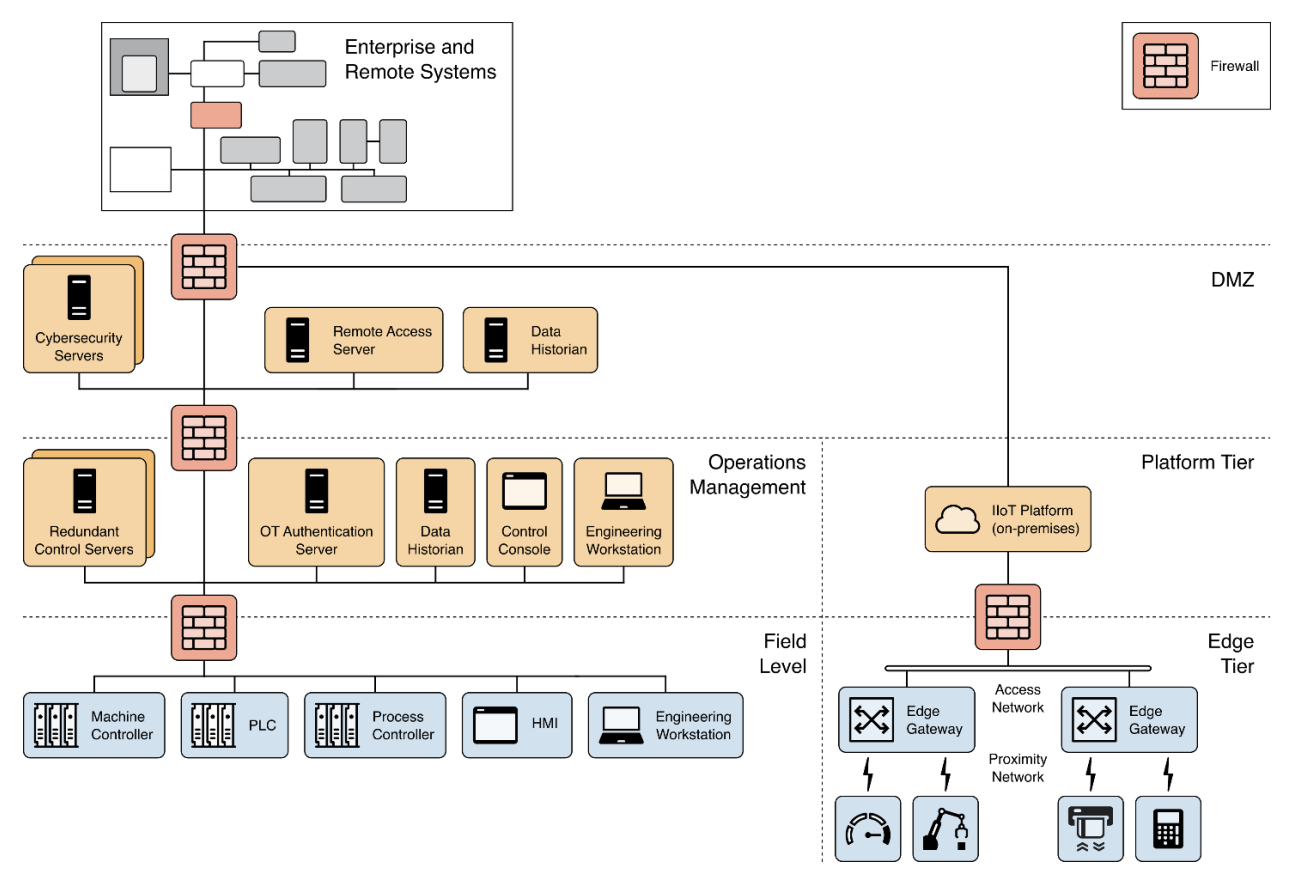 Enterprise and
Remote Systems
Firewall
DMZ
Cybersecurity
Servers
Remote Access
Server
Data
Historian
Operations
Management
Platform Tier
Redundant
Control Servers
OT Authentication
Server
Data
Historian
Control
Console
Engineering
Workstation
IIoT Platform
(on-premises)
Field
Level
Edge
Tier
Machine
Controller
PLC
Process
Controller
HMI
Engineering
Workstation
Edge
Gateway
Access
Network
Edge
Gateway
Proximity
Network